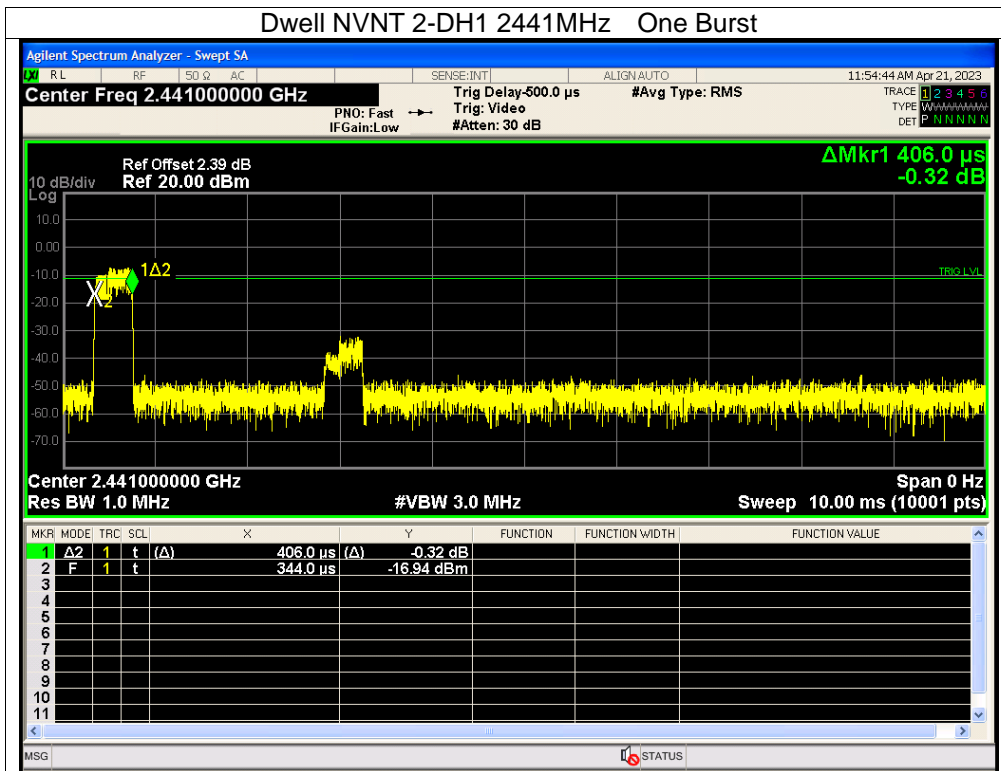 Dwell NVNT 2-DH1 2441MHz One Burst
Agilent Spectrum Analyzer - Swept SA
LXI RL RF 50 Ω AC SENSE:INT ALIGN AUTO 11:54:44 AM Apr 21, 2023
Center Freq 2.441000000 GHz
PNO: Fast
IFGain:Low
Trig Delay-500.0 µs
Trig: Video
#Atten: 30 dB
#Avg Type: RMS
TRACE 1 2 3 4 5 6
TYPE W
DET P N N N N N
ΔMkr1 406.0 µs
-0.32 dB
Ref Offset 2.39 dB
Ref 20.00 dBm
10 dB/div
Log
10.0
0.00
-10.0
-20.0
-30.0
-40.0
-50.0
-60.0
-70.0
1Δ2
X2
TRIG LVL
Center 2.441000000 GHz Span 0 Hz
Res BW 1.0 MHz #VBW 3.0 MHz Sweep 10.00 ms (10001 pts)
MKR MODE TRC SCL X Y FUNCTION FUNCTION WIDTH FUNCTION VALUE
1 Δ2 1 t (Δ) 406.0 µs (Δ) -0.32 dB
2 F 1 t 344.0 µs -16.94 dBm
3
4
5
6
7
8
9
10
11
MSG STATUS